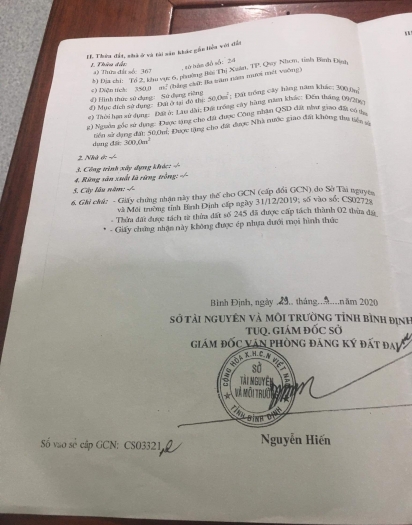 II. Thửa đất, nhà ở và tài sản khác gắn liền với đất
1. Thửa đất:
a) Thửa đất số: 367 , tờ bản đồ số: 24
b) Địa chỉ: Tổ 2, khu vực 6, phường Bùi Thị Xuân, TP. Quy Nhơn, tỉnh Bình Định
c) Diện tích: 350,0 m², (bằng chữ: Ba trăm năm mươi mét vuông)
d) Hình thức sử dụng: Sử dụng riêng
đ) Mục đích sử dụng: Đất ở tại đô thị: 50,0m²; Đất trồng cây hàng năm khác: 300,0m²
e) Thời hạn sử dụng: Đất ở: Lâu dài; Đất trồng cây hàng năm khác: Đến tháng
g) Nguồn gốc sử dụng: Được tặng cho đất được Công nhận QSD đất như giao đất có thu
tiền sử dụng đất: 50,0m²; Được tặng cho đất được Nhà nước giao đất không thu tiền sử
dụng đất: 300,0m²
2. Nhà ở: -/-
3. Công trình xây dựng khác: -/-
4. Rừng sản xuất là rừng trồng: -/-
5. Cây lâu năm: -/-
6. Ghi chú: - Giấy chứng nhận này thay thế cho GCN (cấp đổi GCN) do Sở Tài nguyên
và Môi trường tỉnh Bình Định cấp ngày 31/12/2019; số vào sổ: CS02728
- Thửa đất được tách từ thửa đất số 245 đã được cấp tách thành 02 thửa đất.
- Giấy chứng nhận này không được ép nhựa dưới mọi hình thức
Bình Định, ngày 29 tháng 9 năm 2020
SỞ TÀI NGUYÊN VÀ MÔI TRƯỜNG TỈNH BÌNH ĐỊNH
TUQ. GIÁM ĐỐC SỞ
GIÁM ĐỐC VĂN PHÒNG ĐĂNG KÝ ĐẤT ĐAI
CỘNG HÒA X.H.C.N VIỆT NAM
SỞ
TÀI NGUYÊN
VÀ MÔI TRƯỜNG
TỈNH BÌNH ĐỊNH
Số vào sổ cấp GCN: CS03321
Nguyễn Hiến